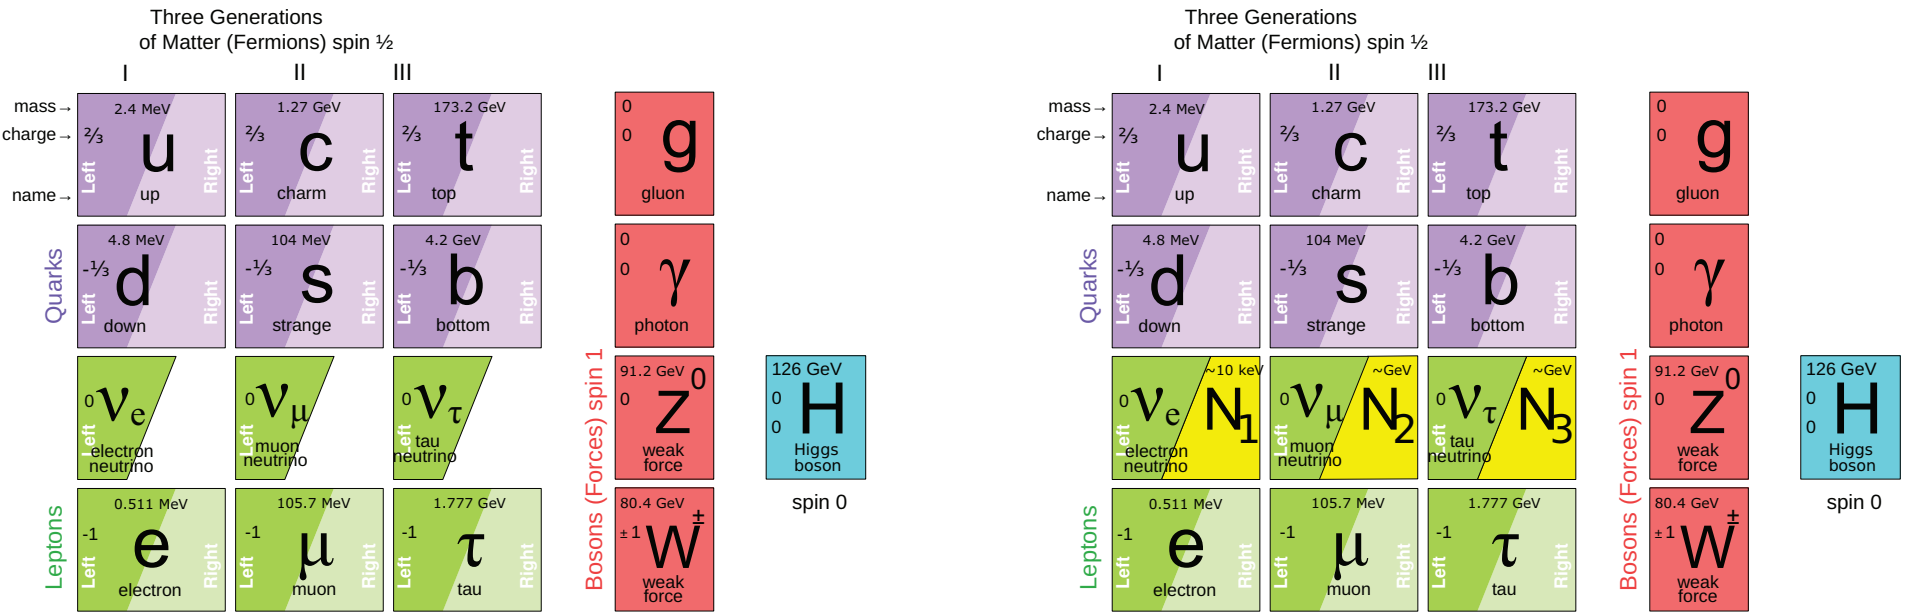 Three Generations
of Matter (Fermions) spin ½
I II III
mass→
charge→
name→
2.4 MeV
⅔
u
Left
Right
up
1.27 GeV
⅔
c
Left
Right
charm
173.2 GeV
⅔
t
Left
Right
top
0
0
g
gluon
Quarks
4.8 MeV
-⅓
d
Left
Right
down
104 MeV
-⅓
s
Left
Right
strange
4.2 GeV
-⅓
b
Left
Right
bottom
0
0
γ
photon
0
νe
Left
electron
neutrino
0
νμ
Left
muon
neutrino
0
ντ
Left
tau
neutrino
91.2 GeV
0
Z0
weak
force
126 GeV
0
0
H
Higgs
boson
spin 0
Leptons
0.511 MeV
-1
e
Left
Right
electron
105.7 MeV
-1
μ
Left
Right
muon
1.777 GeV
-1
τ
Left
Right
tau
80.4 GeV
±1
W±
weak
force
Bosons (Forces) spin 1
Three Generations
of Matter (Fermions) spin ½
I II III
mass→
charge→
name→
2.4 MeV
⅔
u
Left
Right
up
1.27 GeV
⅔
c
Left
Right
charm
173.2 GeV
⅔
t
Left
Right
top
0
0
g
gluon
Quarks
4.8 MeV
-⅓
d
Left
Right
down
104 MeV
-⅓
s
Left
Right
strange
4.2 GeV
-⅓
b
Left
Right
bottom
0
0
γ
photon
0
νe
Left
electron
neutrino
~10 keV
N1
0
νμ
Left
muon
neutrino
~GeV
N2
0
ντ
Left
tau
neutrino
~GeV
N3
91.2 GeV
0
Z0
weak
force
126 GeV
0
0
H
Higgs
boson
spin 0
Leptons
0.511 MeV
-1
e
Left
Right
electron
105.7 MeV
-1
μ
Left
Right
muon
1.777 GeV
-1
τ
Left
Right
tau
80.4 GeV
±1
W±
weak
force
Bosons (Forces) spin 1